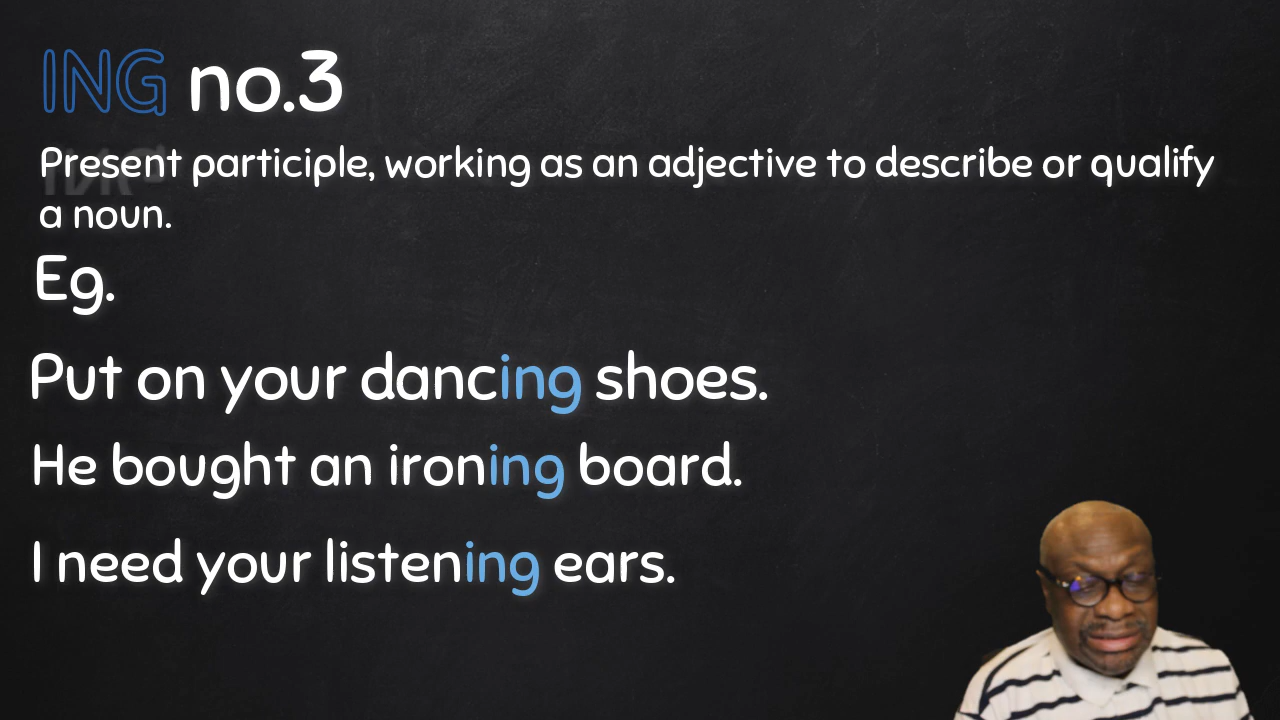 ING no.3
Present participle, working as an adjective to describe or qualify
a noun.
Eg.
Put on your dancing shoes.
He bought an ironing board.
I need your listening ears.